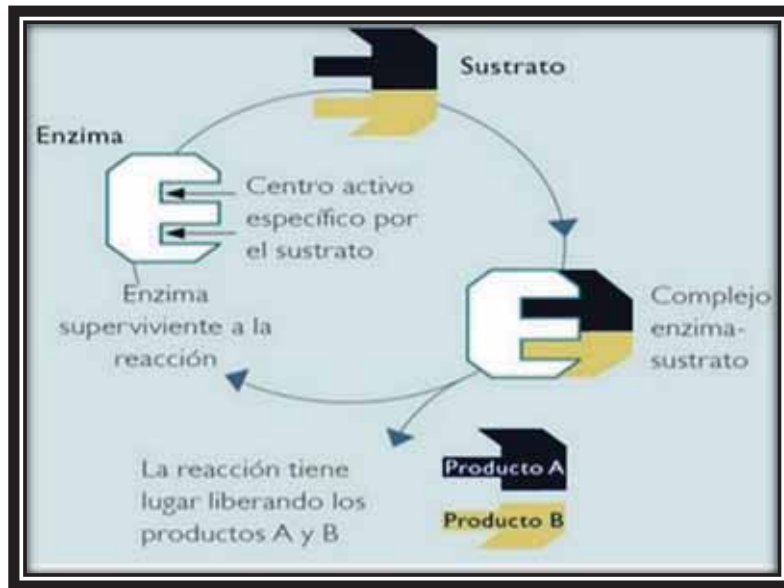 Sustrato
Enzima
Centro activo
específico por
el sustrato
Enzima
superviviente a la
reacción
Complejo
enzima-
sustrato
La reacción tiene
lugar liberando los
productos A y B
Producto A
Producto B